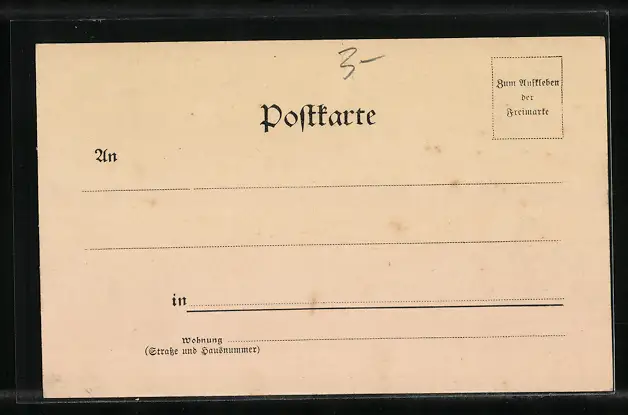 3-
Zum Aufkleben
der
Freimarke
Postkarte
An
in
Wohnung
(Straße und Hausnummer)